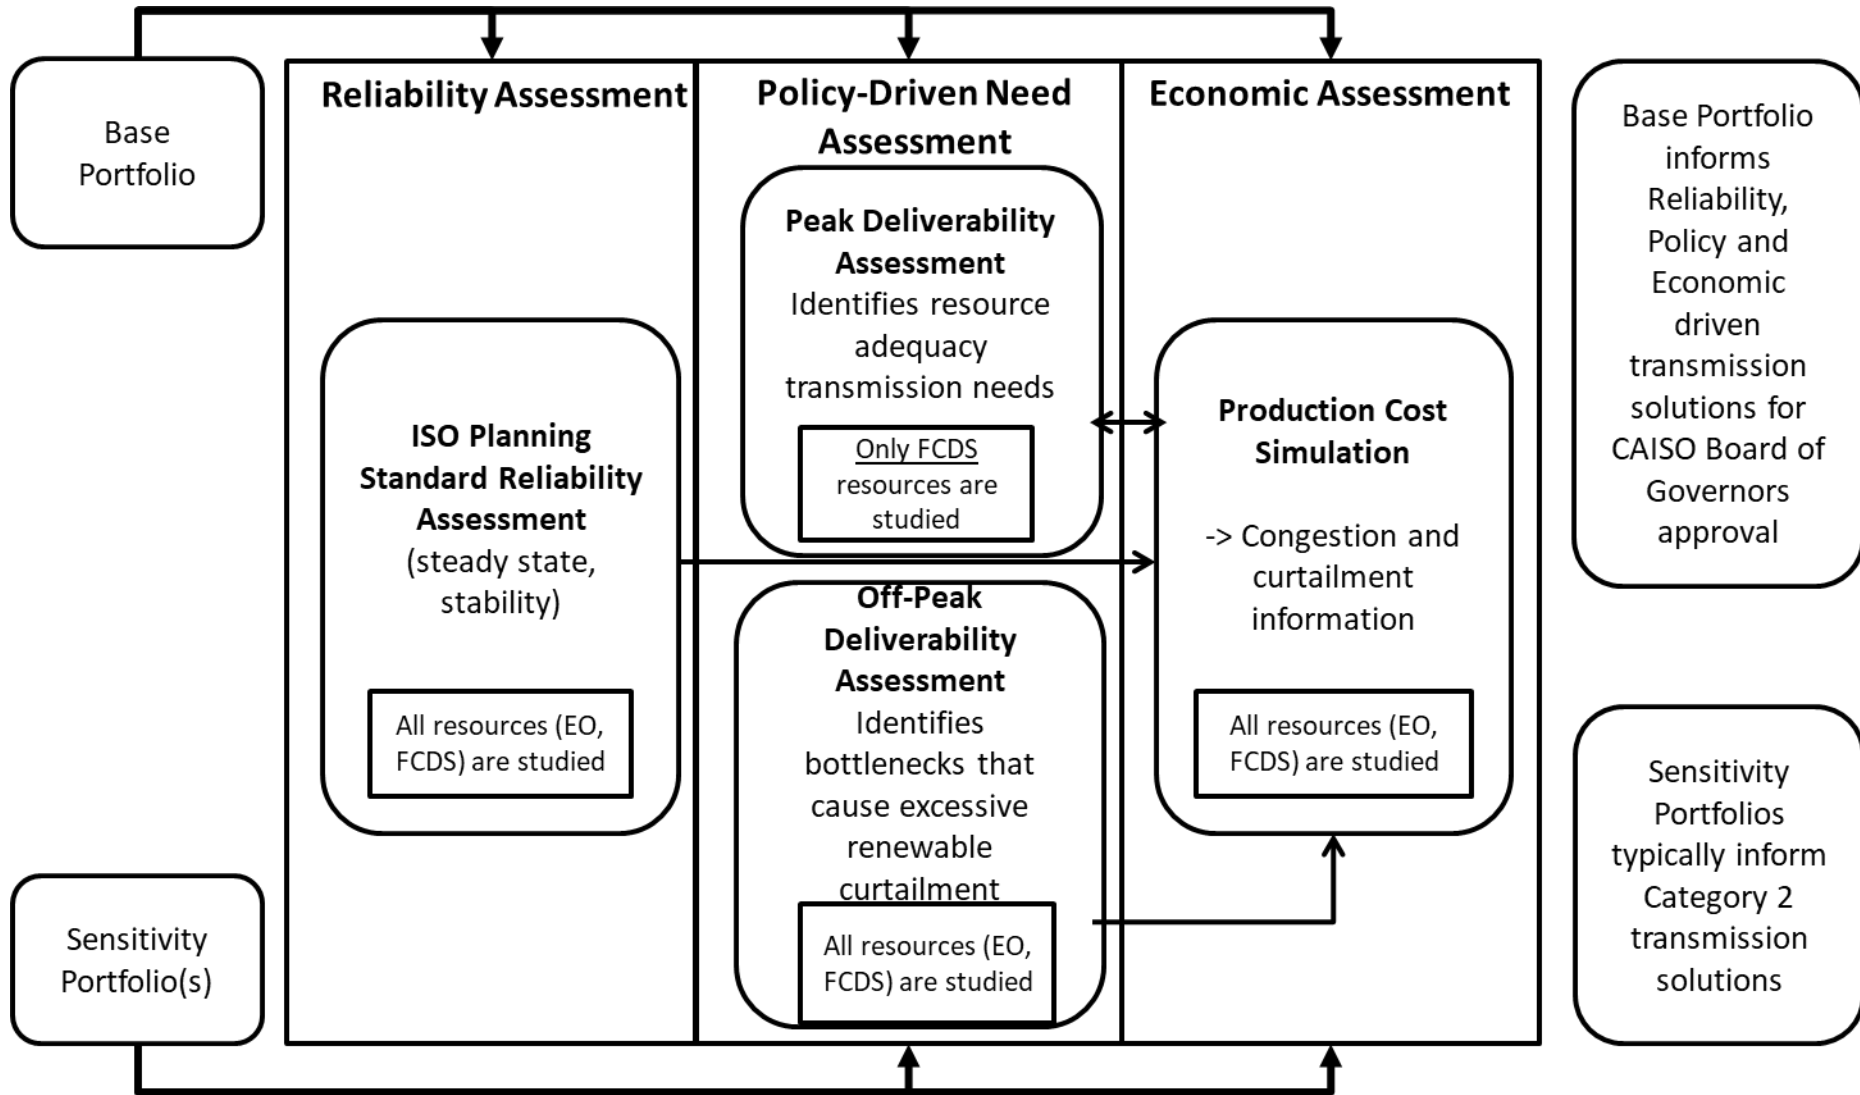 Base
Portfolio
Sensitivity
Portfolio(s)
Reliability Assessment
ISO Planning
Standard Reliability
Assessment
(steady state,
stability)
All resources (EO,
FCDS) are studied
Policy-Driven Need
Assessment
Peak Deliverability
Assessment
Identifies resource
adequacy
transmission needs
Only FCDS
resources are
studied
Off-Peak
Deliverability
Assessment
Identifies
bottlenecks that
cause excessive
renewable
curtailment
All resources (EO,
FCDS) are studied
Economic Assessment
Production Cost
Simulation
-> Congestion and
curtailment
information
All resources (EO,
FCDS) are studied
Base Portfolio
informs
Reliability,
Policy and
Economic
driven
transmission
solutions for
CAISO Board of
Governors
approval
Sensitivity
Portfolios
typically inform
Category 2
transmission
solutions